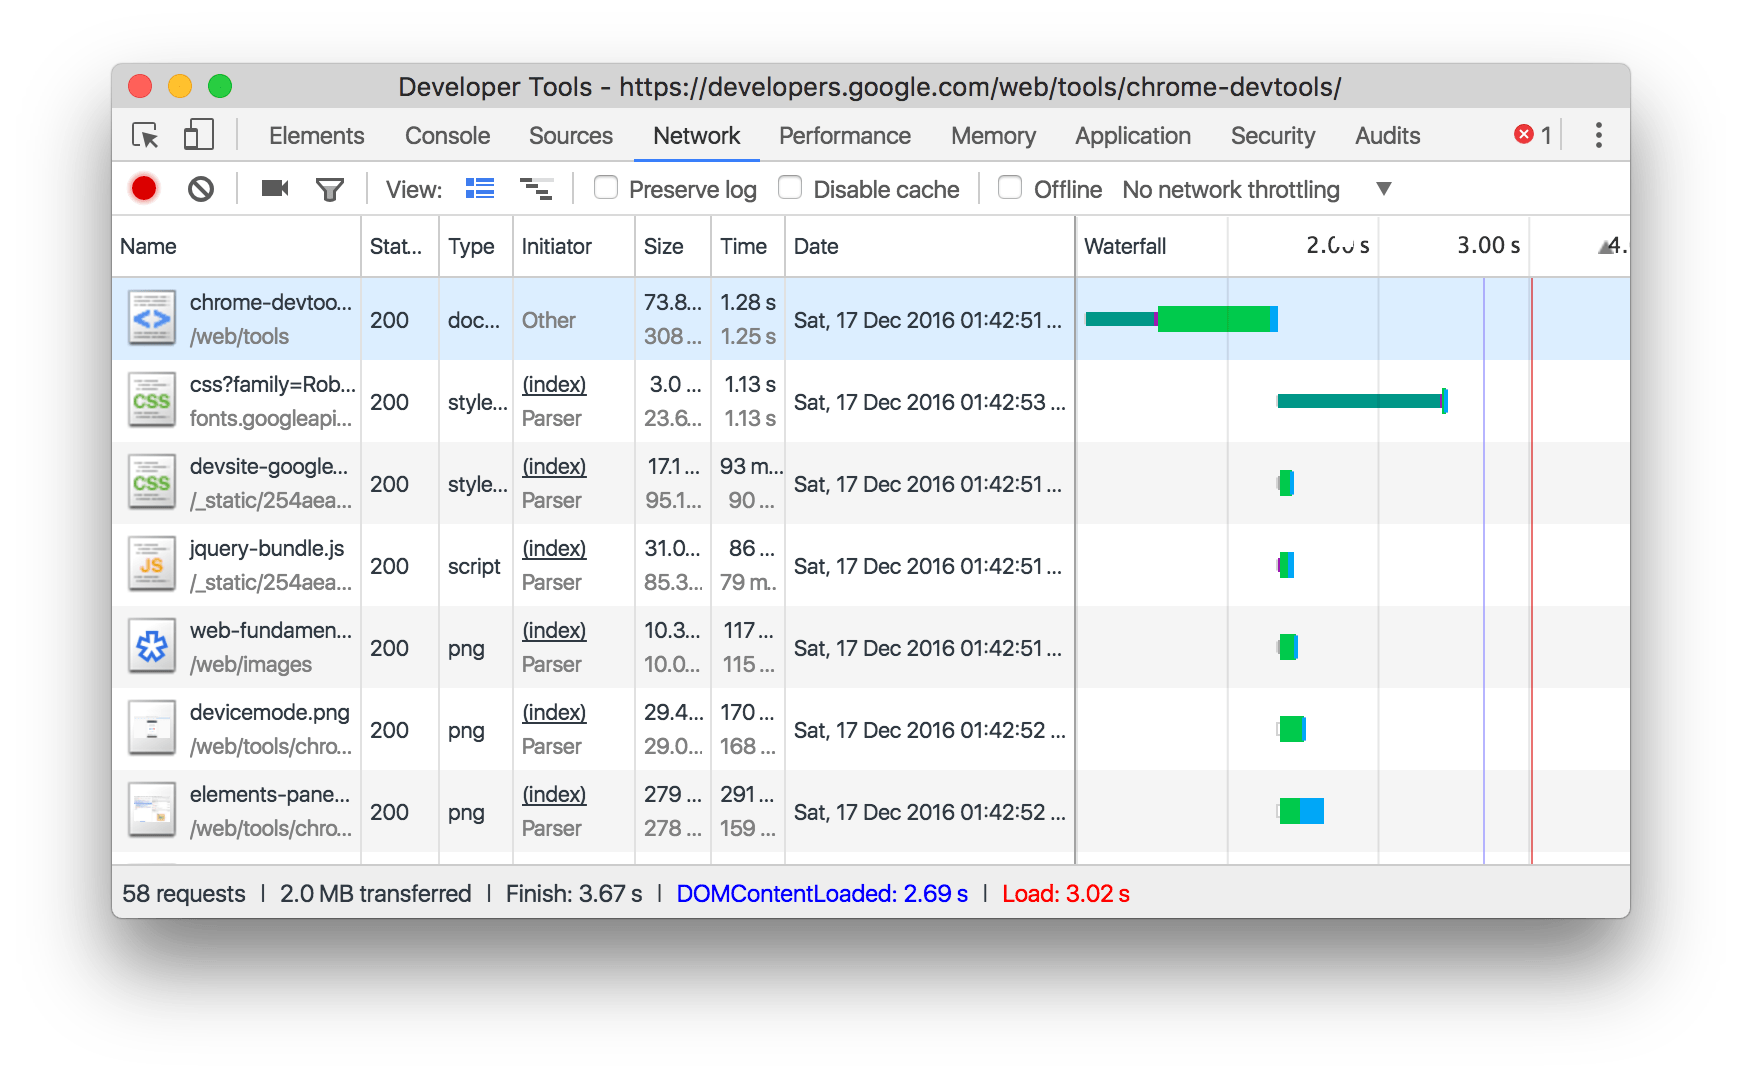 Developer Tools - https://developers.google.com/web/tools/chrome-devtools/
Elements Console Sources Network Performance Memory Application Security Audits 1
View: Preserve log Disable cache Offline No network throttling
Name Stat... Type Initiator Size Time Date Waterfall 3.00 s
chrome-devtoo... 73.8... 1.28 s
200 doc... Other Sat, 17 Dec 2016 01:42:51 ...
/web/tools 308 ... 1.25 s
css?family=Rob... (index) 3.0 ... 1.13 s
CSS 200 style... Sat, 17 Dec 2016 01:42:53 ...
fonts.googleapi... Parser 23.6... 1.13 s
devsite-google... (index) 17.1 ... 93 m...
CSS 200 style... Sat, 17 Dec 2016 01:42:51 ...
/_static/254aea... Parser 95.1... 90 ...
jquery-bundle.js (index) 31.0... 86 ...
JS 200 script Sat, 17 Dec 2016 01:42:51 ...
/_static/254aea... Parser 85.3... 79 m..
web-fundamen... (index) 10.3... 117 ...
200 png Sat, 17 Dec 2016 01:42:51 ...
/web/images Parser 10.0... 115 ...
devicemode.png (index) 29.4... 170 ...
200 png Sat, 17 Dec 2016 01:42:52 ...
/web/tools/chro... Parser 29.0... 168 ...
elements-pane... (index) 279 ... 291 ...
200 png Sat, 17 Dec 2016 01:42:52 ...
/web/tools/chro... Parser 278 ... 159 ...
58 requests | 2.0 MB transferred | Finish: 3.67 s | DOMContentLoaded: 2.69 s | Load: 3.02 s